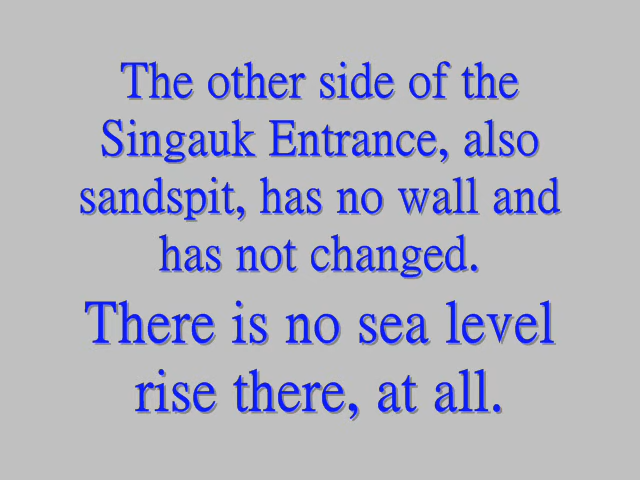 The other side of the
Singauk Entrance, also
sandspit, has no wall and
has not changed.
There is no sea level
rise there, at all.